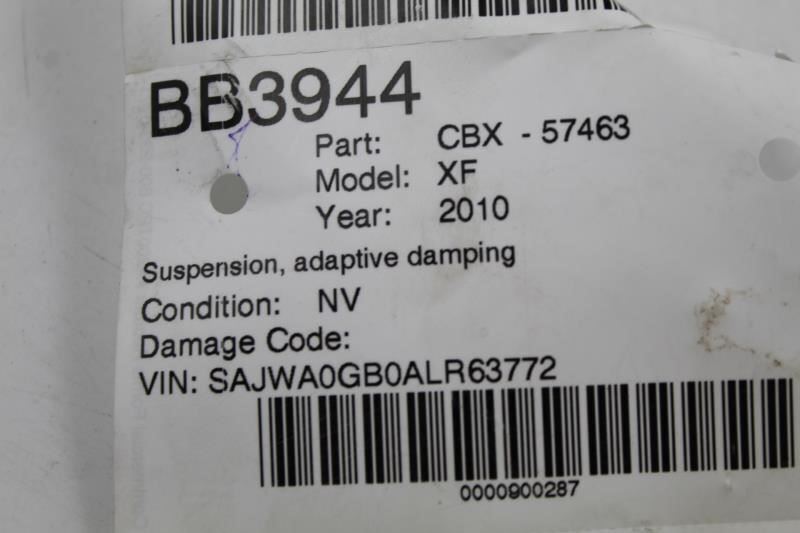 BB3944
Part: CBX - 57463
Model: XF
Year: 2010
Suspension, adaptive damping
Condition: NV
Damage Code:
VIN: SAJWA0GB0ALR63772
0000900287